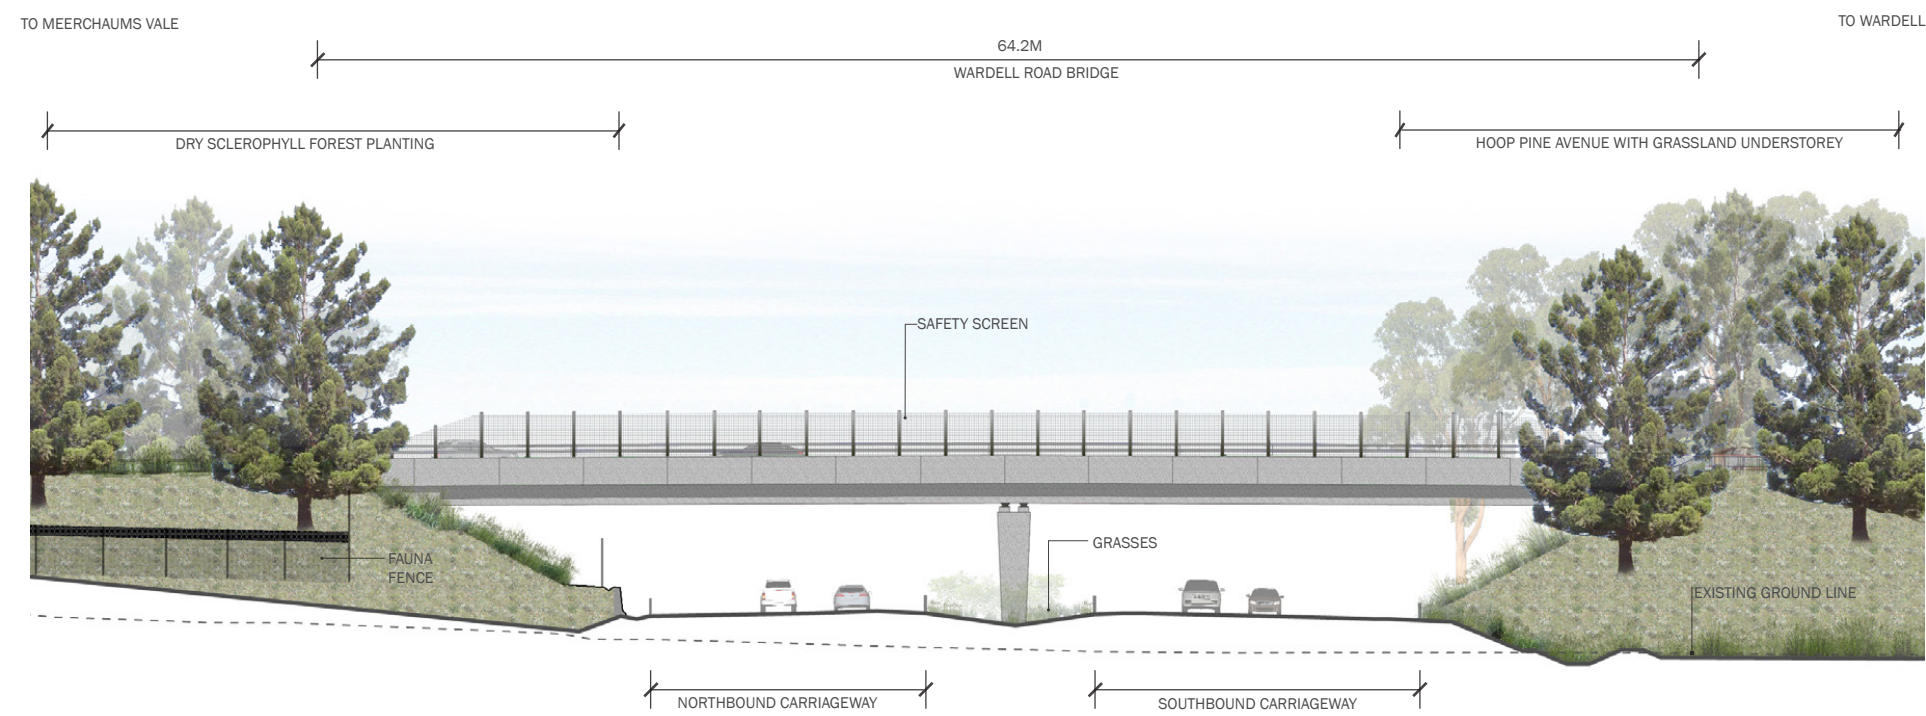 TO MEERCHAUMS VALE
TO WARDELL
64.2M
WARDELL ROAD BRIDGE
DRY SCLEROPHYLL FOREST PLANTING
HOOP PINE AVENUE WITH GRASSLAND UNDERSTOREY
SAFETY SCREEN
GRASSES
FAUNA
FENCE
EXISTING GROUND LINE
NORTHBOUND CARRIAGEWAY
SOUTHBOUND CARRIAGEWAY